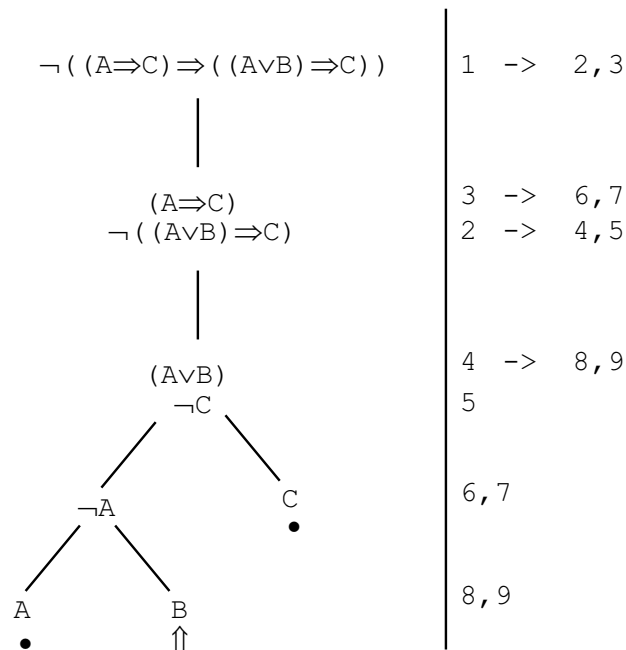 ¬((A⇒C)⇒((A∨B)⇒C)) 1 -> 2,3
(A⇒C) 3 -> 6,7
¬((A∨B)⇒C) 2 -> 4,5
(A∨B) 4 -> 8,9
¬C 5
¬A C 6,7
•
A B 8,9
• ⇑